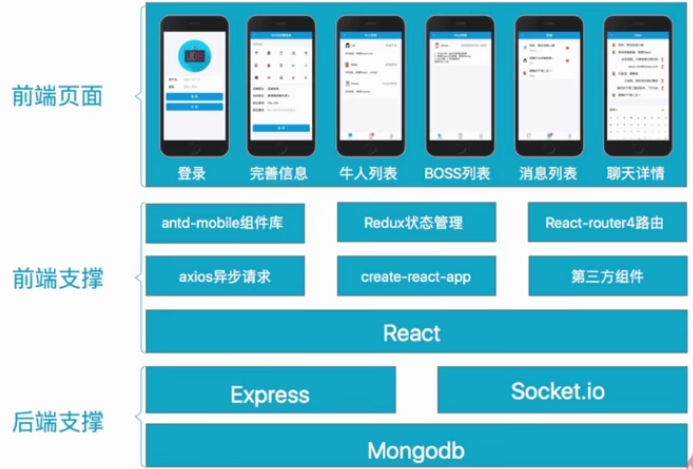 前端页面
登录
完善信息
牛人列表
BOSS列表
消息列表
聊天详情
前端支撑
antd-mobile组件库
Redux状态管理
React-router4路由
axios异步请求
create-react-app
第三方组件
React
后端支撑
Express
Socket.io
Mongodb